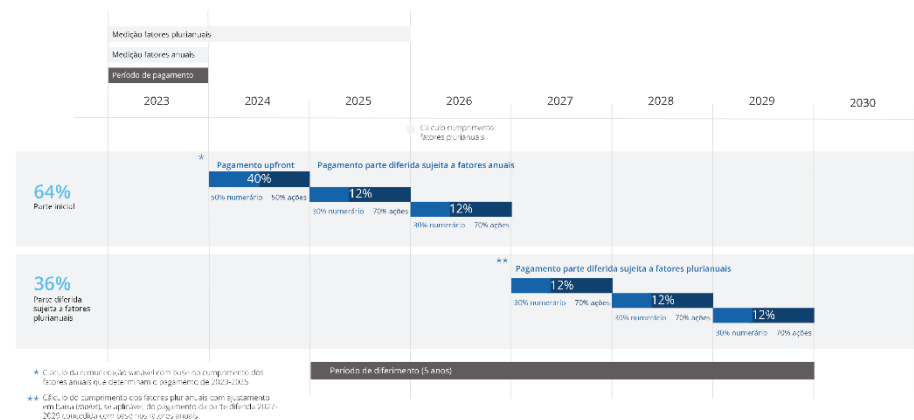 Medição fatores plurianuais
Medição fatores anuais
Período de pagamento
2023 2024 2025 2026 2027 2028 2029 2030
Cálculo cumprimento
fatores plurianuais
*
Pagamento upfront Pagamento parte diferida sujeita a fatores anuais
64%
Parte inicial
40%
50% numerário 50% ações
12%
30% numerário 70% ações
12%
30% numerário 70% ações
**
Pagamento parte diferida sujeita a fatores plurianuais
36%
Parte diferida
sujeita a fatores
plurianuais
12%
30% numerário 70% ações
12%
30% numerário 70% ações
12%
30% numerário 70% ações
Período de diferimento (5 anos)
* Cálculo da remuneração variável com base no cumprimento dos
fatores anuais que determinam o pagamento de 2023-2025
** Cálculo do cumprimento dos fatores plurianuais com ajustamento
em baixa (malus), se aplicável, do pagamento da parte diferida 2027-
2029 concedida com base nos fatores anuais